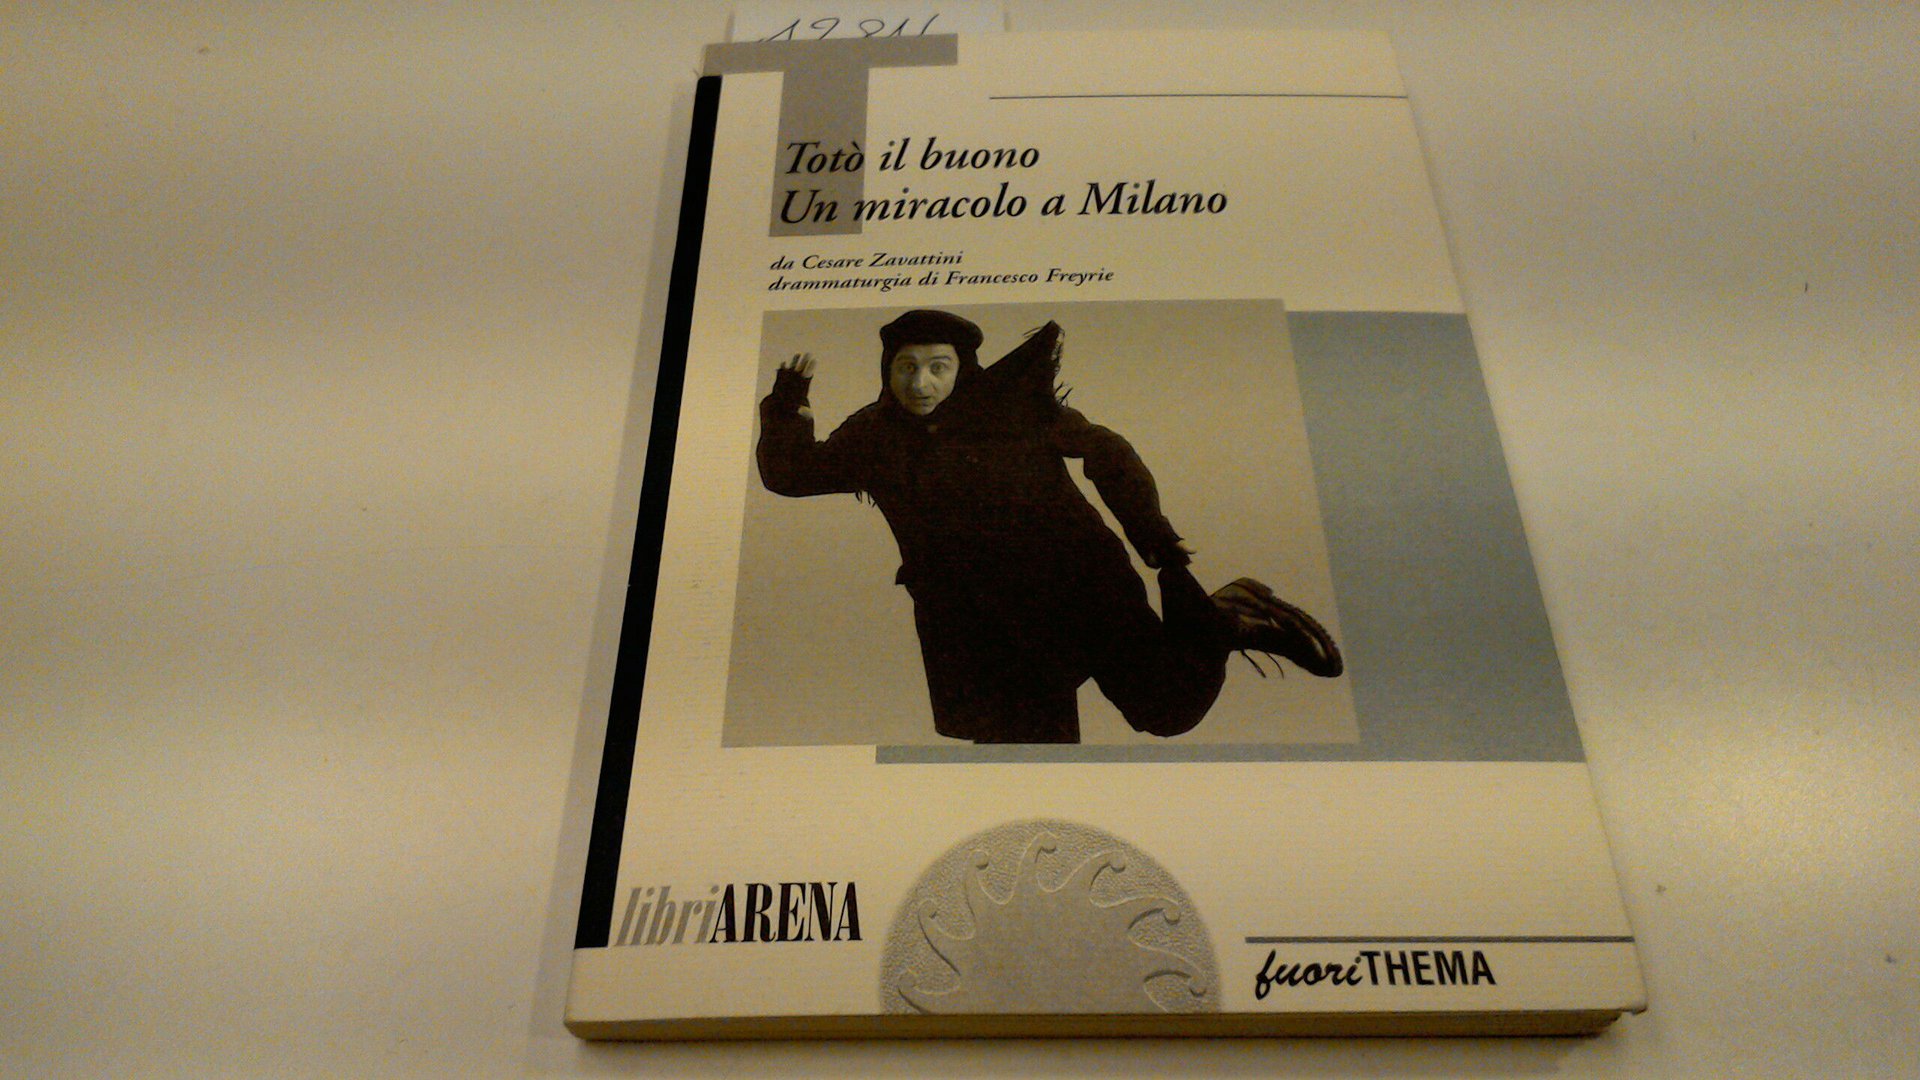 Totò il buono
Un miracolo a Milano
da Cesare Zavattini
drammaturgia di Francesco Freyrie
libriARENA
fuoriTHEMA